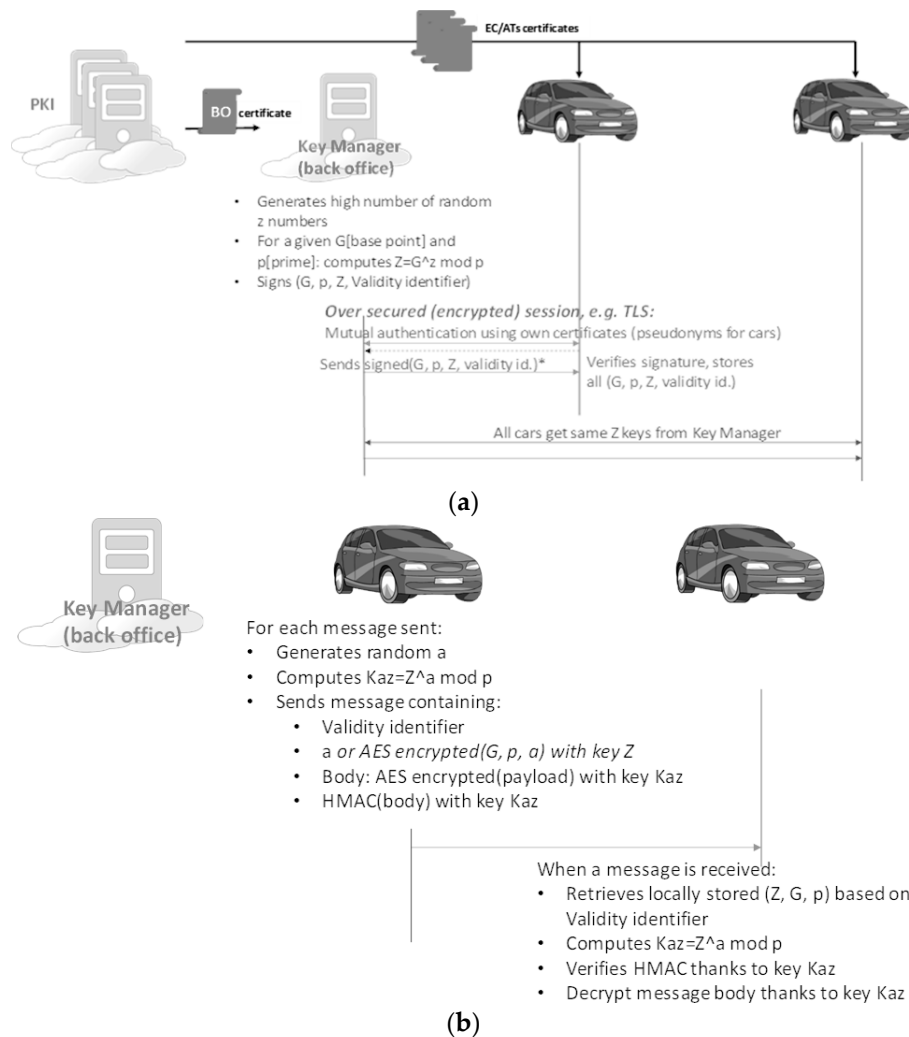 EC/ATs certificates
PKI
BO certificate
Key Manager
(back office)
• Generates high number of random
z numbers
• For a given G[base point] and
p[prime]: computes Z=G^z mod p
• Signs (G, p, Z, Validity identifier)
Over secured (encrypted) session, e.g. TLS:
Mutual authentication using own certificates (pseudonyms for cars)
Sends signed(G, p, Z, validity id.)*
Verifies signature, stores
all (G, p, Z, validity id.)
All cars get same Z keys from Key Manager
(a)
Key Manager
(back office)
For each message sent:
• Generates random a
• Computes Kaz=Z^a mod p
• Sends message containing:
• Validity identifier
• a or AES encrypted(G, p, a) with key Z
• Body: AES encrypted(payload) with key Kaz
• HMAC(body) with key Kaz
When a message is received:
• Retrieves locally stored (Z, G, p) based on
Validity identifier
• Computes Kaz=Z^a mod p
• Verifies HMAC thanks to key Kaz
• Decrypt message body thanks to key Kaz
(b)